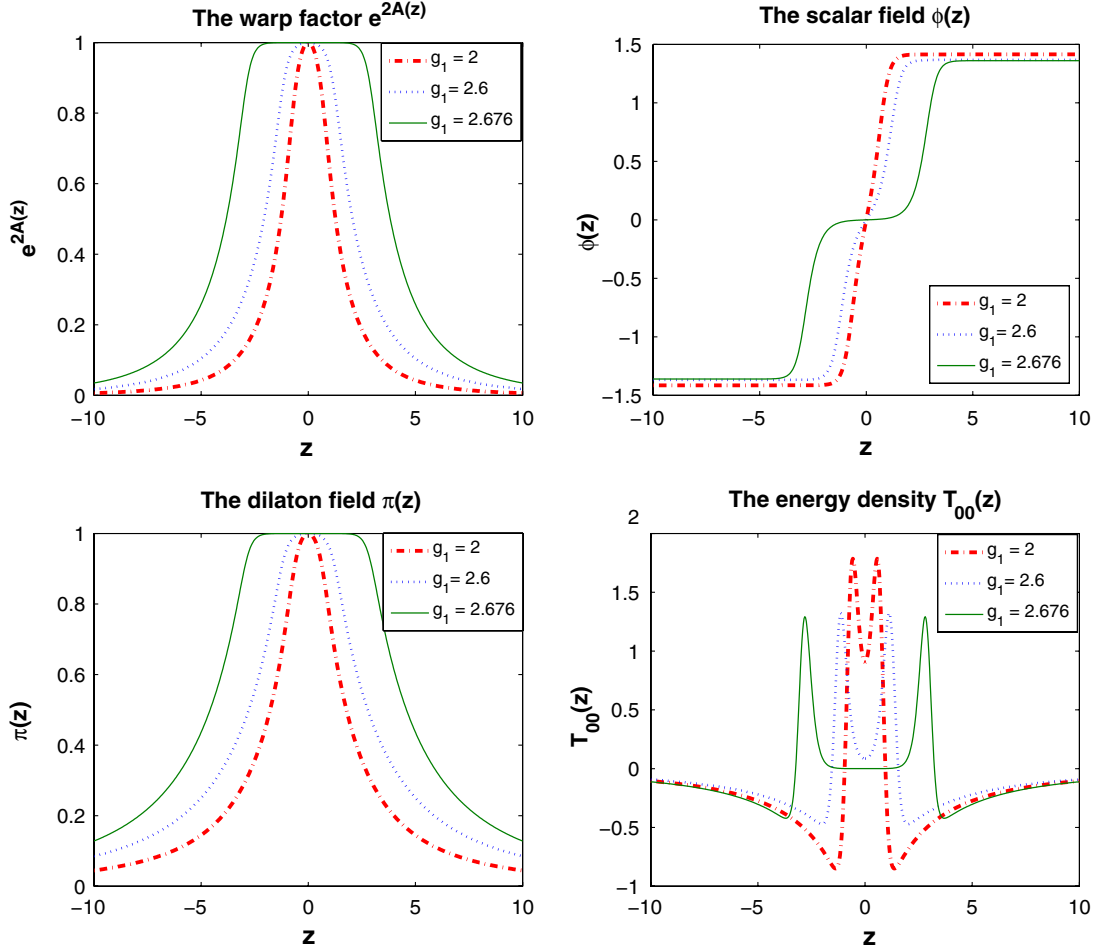 The warp factor e^2A(z)
1
0.8
0.6
0.4
0.2
0
e^2A(z)
−10
−5
0
5
10
z
g_1 = 2
g_1 = 2.6
g_1 = 2.676
The scalar field ϕ(z)
1.5
1
0.5
0
−0.5
−1
−1.5
ϕ(z)
−10
−5
0
5
10
z
g_1 = 2
g_1 = 2.6
g_1 = 2.676
The dilaton field π(z)
1
0.8
0.6
0.4
0.2
0
π(z)
−10
−5
0
5
10
z
g_1 = 2
g_1 = 2.6
g_1 = 2.676
The energy density T_00(z)
2
1.5
1
0.5
0
−0.5
−1
T_00(z)
−5
0
5
10
z
g_1 = 2
g_1 = 2.6
g_1 = 2.676